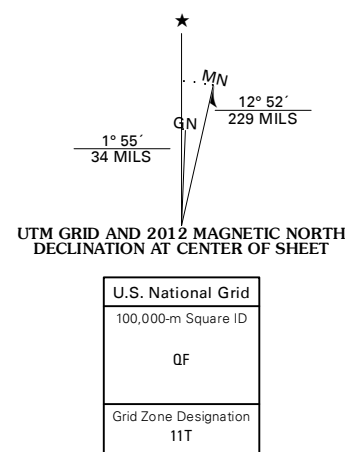 ★
MN
12° 52´
229 MILS
GN
1° 55´
34 MILS
UTM GRID AND 2012 MAGNETIC NORTH
DECLINATION AT CENTER OF SHEET
U.S. National Grid
100,000-m Square ID
QF
Grid Zone Designation
11T